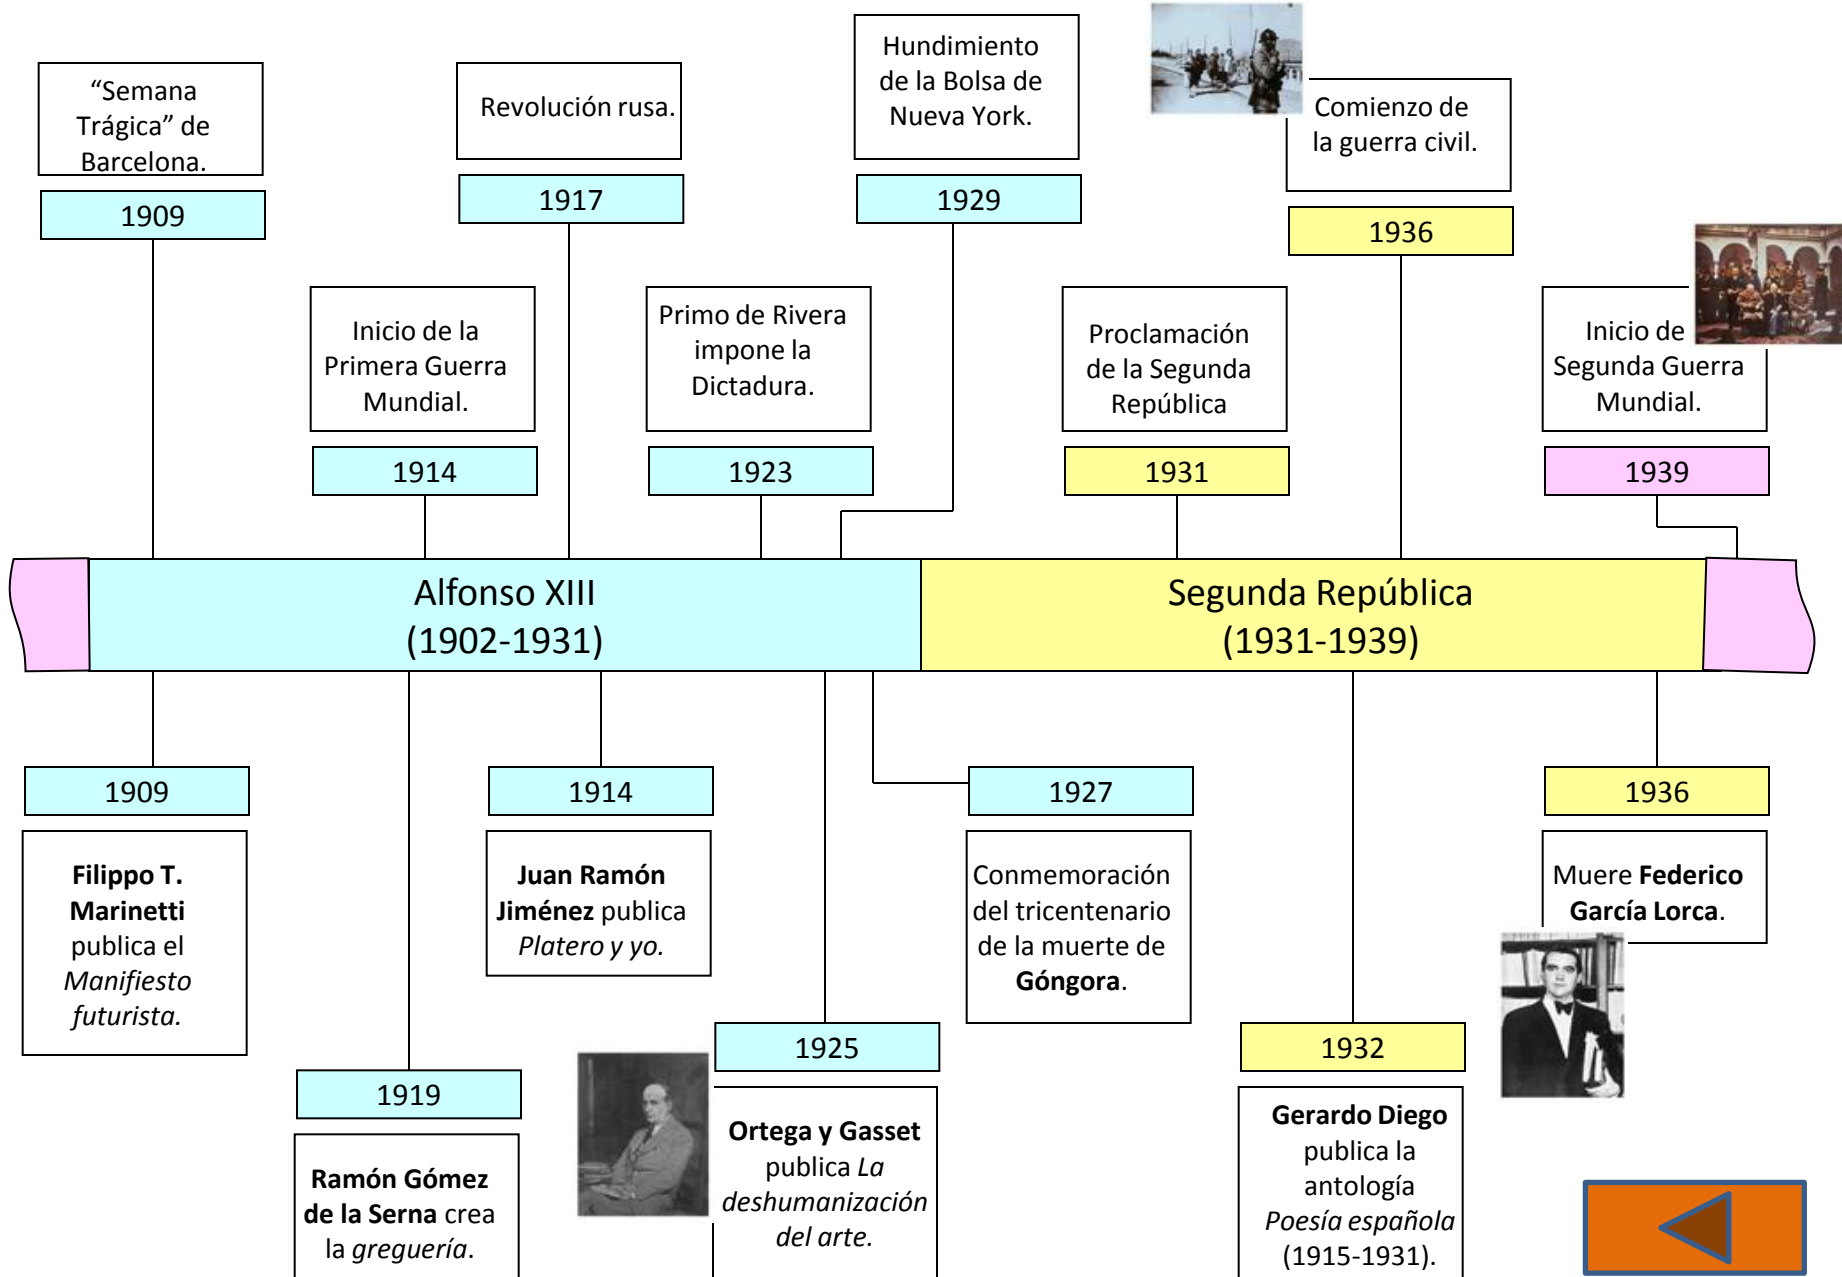 “Semana
Trágica” de
Barcelona.
1909
Revolución rusa.
1917
Hundimiento
de la Bolsa de
Nueva York.
1929
Comienzo de
la guerra civil.
1936
Inicio de la
Primera Guerra
Mundial.
1914
Primo de Rivera
impone la
Dictadura.
1923
Proclamación
de la Segunda
República
1931
Inicio de
Segunda Guerra
Mundial.
1939
Alfonso XIII
(1902-1931)
Segunda República
(1931-1939)
1909
Filippo T.
Marinetti
publica el
Manifiesto
futurista.
1919
Ramón Gómez
de la Serna crea
la greguería.
1914
Juan Ramón
Jiménez publica
Platero y yo.
1925
Ortega y Gasset
publica La
deshumanización
del arte.
1927
Conmemoración
del tricentenario
de la muerte de
Góngora.
1932
Gerardo Diego
publica la
antología
Poesía española
(1915-1931).
1936
Muere Federico
García Lorca.